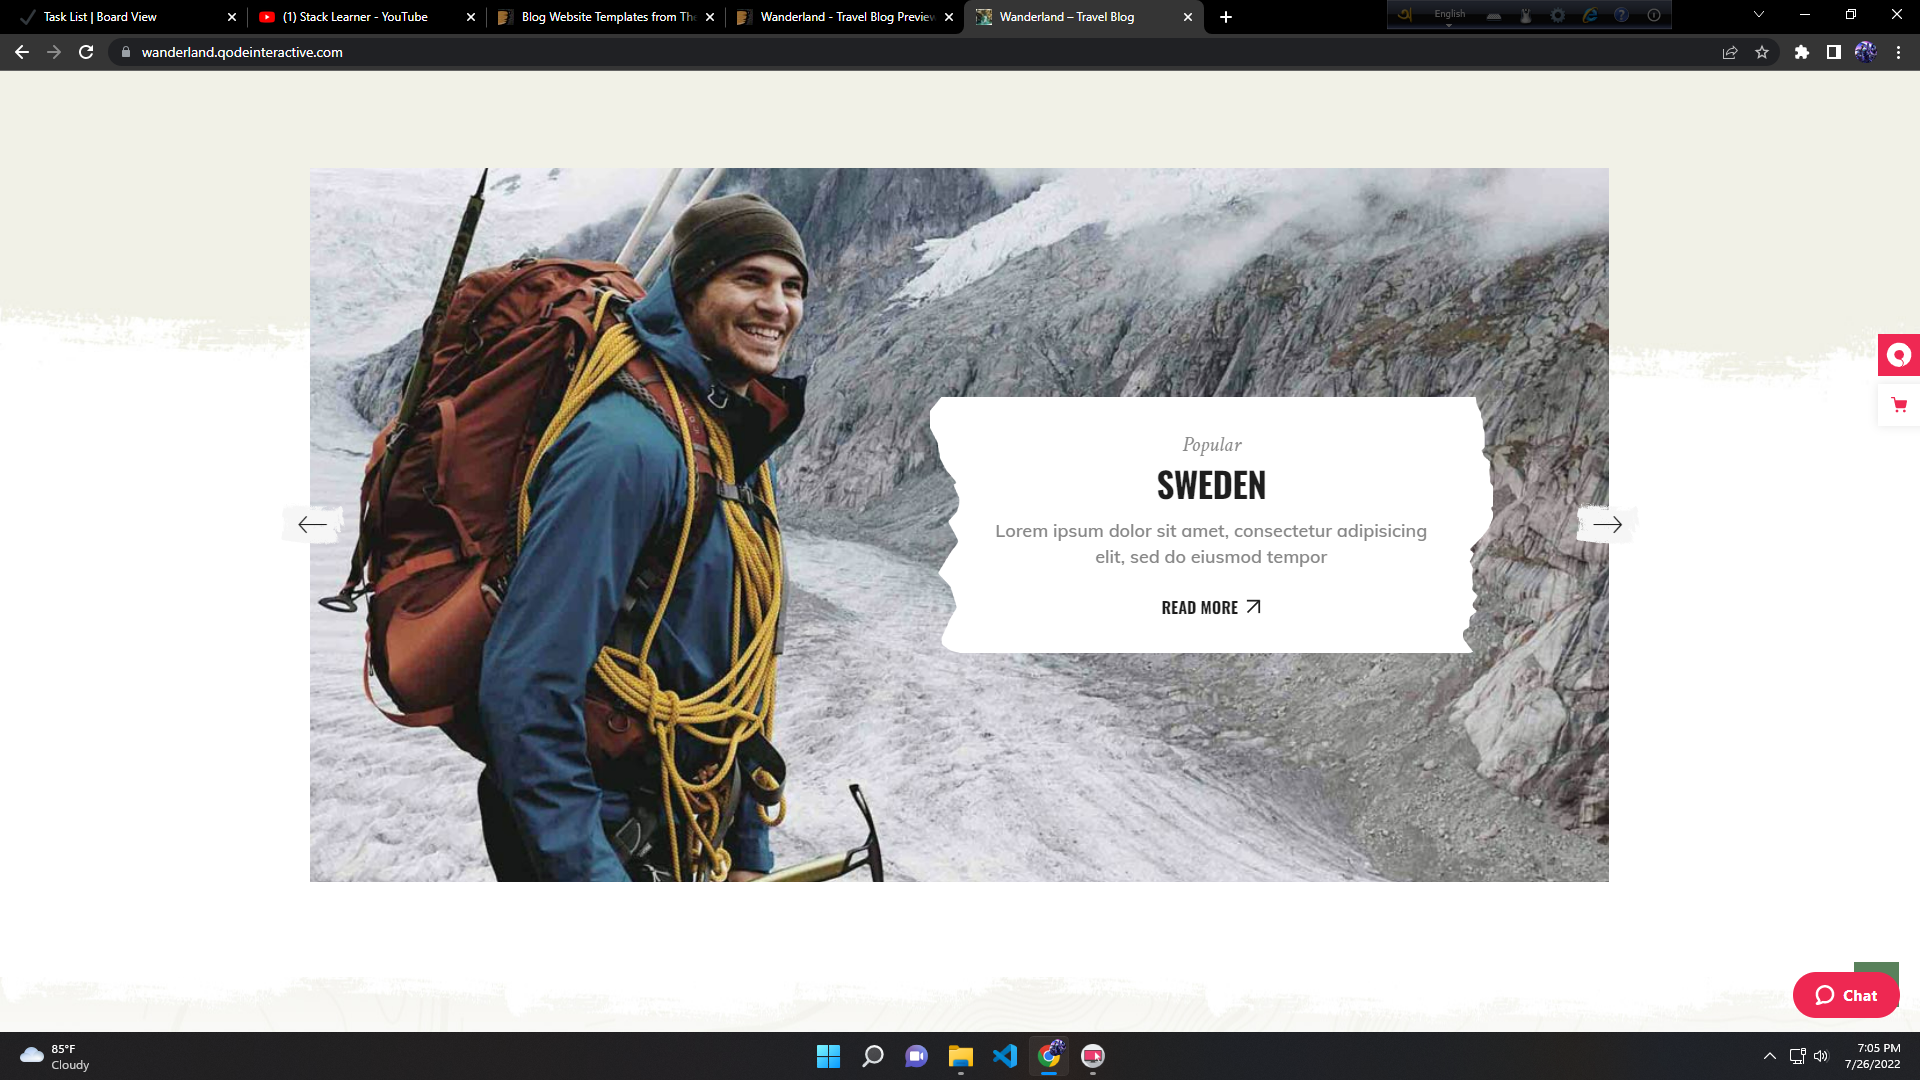 Task List | Board View
(1) Stack Learner - YouTube
Blog Website Templates from The
Wanderland - Travel Blog Preview
Wanderland – Travel Blog
English
wanderland.qodeinteractive.com
Popular
SWEDEN
Lorem ipsum dolor sit amet, consectetur adipisicing
elit, sed do eiusmod tempor
READ MORE
Chat
85°F
Cloudy
7:05 PM
7/26/2022